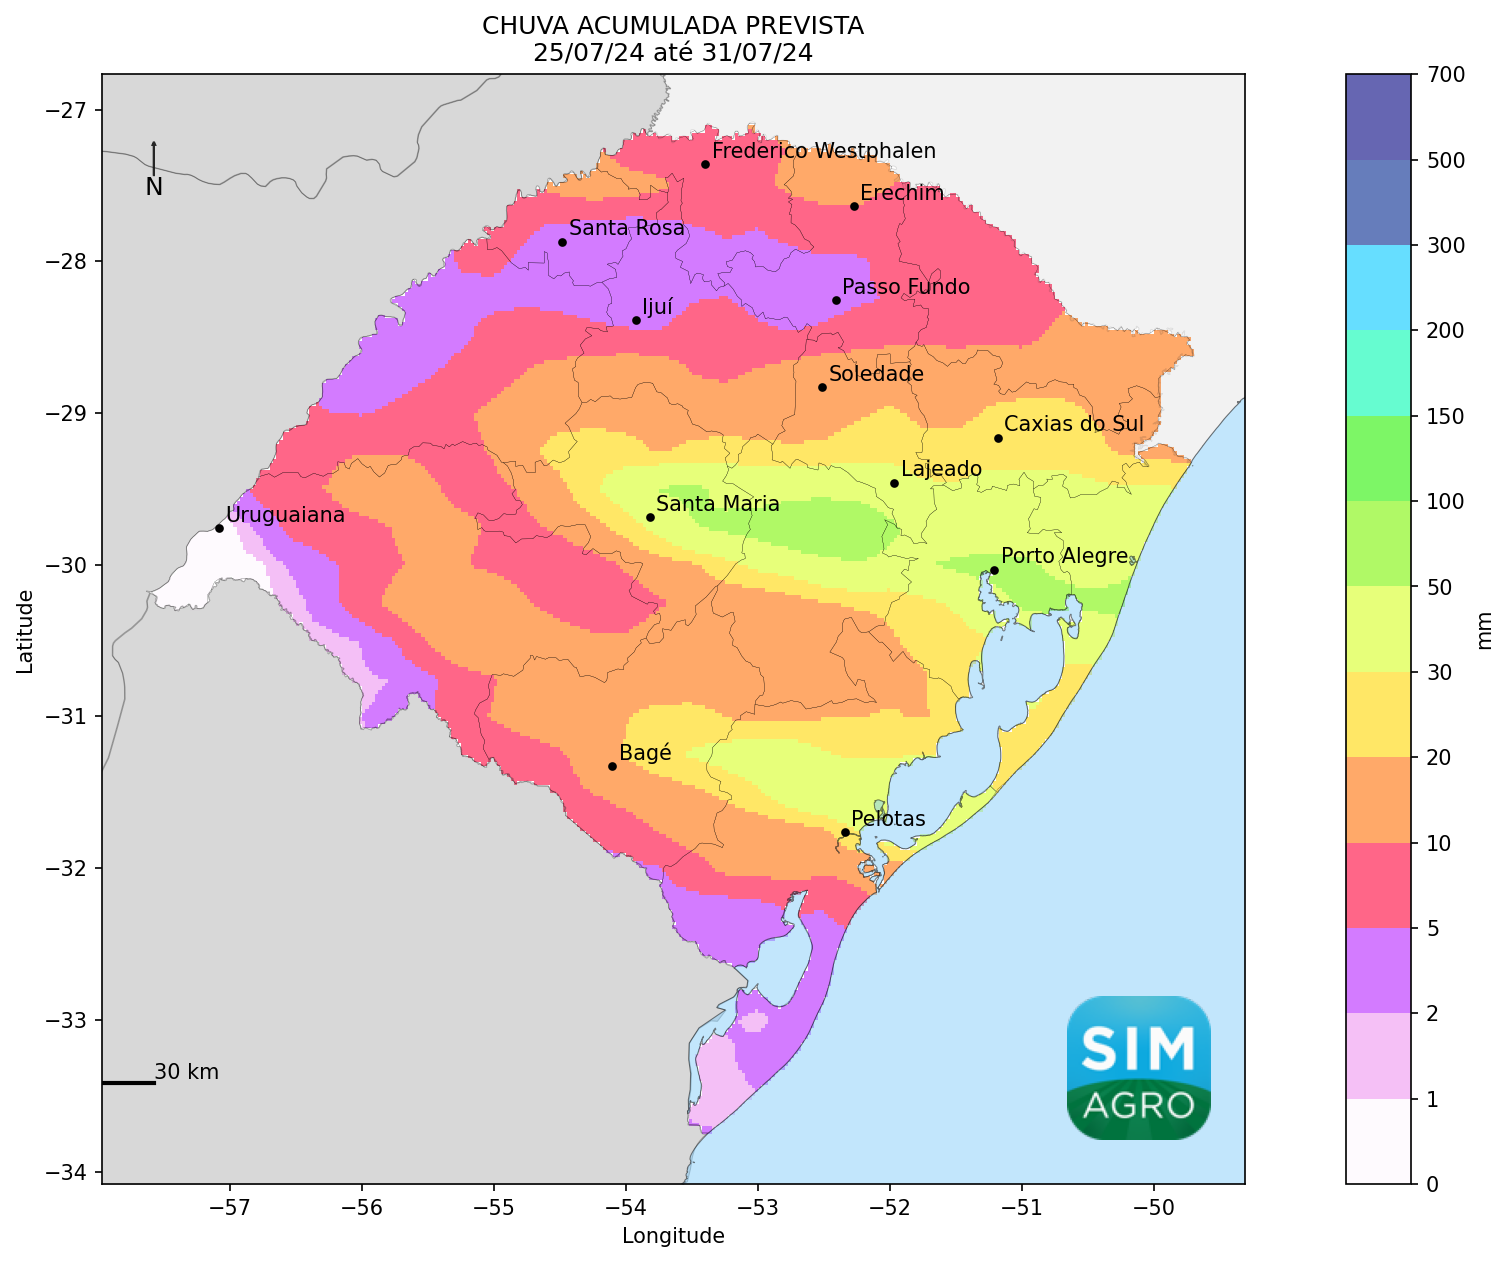 CHUVA ACUMULADA PREVISTA
25/07/24 até 31/07/24
−27
−28
−29
−30
−31
−32
−33
−34
Latitude
N
Frederico Westphalen
Erechim
Santa Rosa
Passo Fundo
Ijuí
Soledade
Caxias do Sul
Lajeado
Santa Maria
Uruguaiana
Porto Alegre
Bagé
Pelotas
30 km
SIM
AGRO
−57
−56
−55
−54
−53
−52
−51
−50
Longitude
700
500
300
200
150
100
50
30
20
10
5
2
1
0
mm